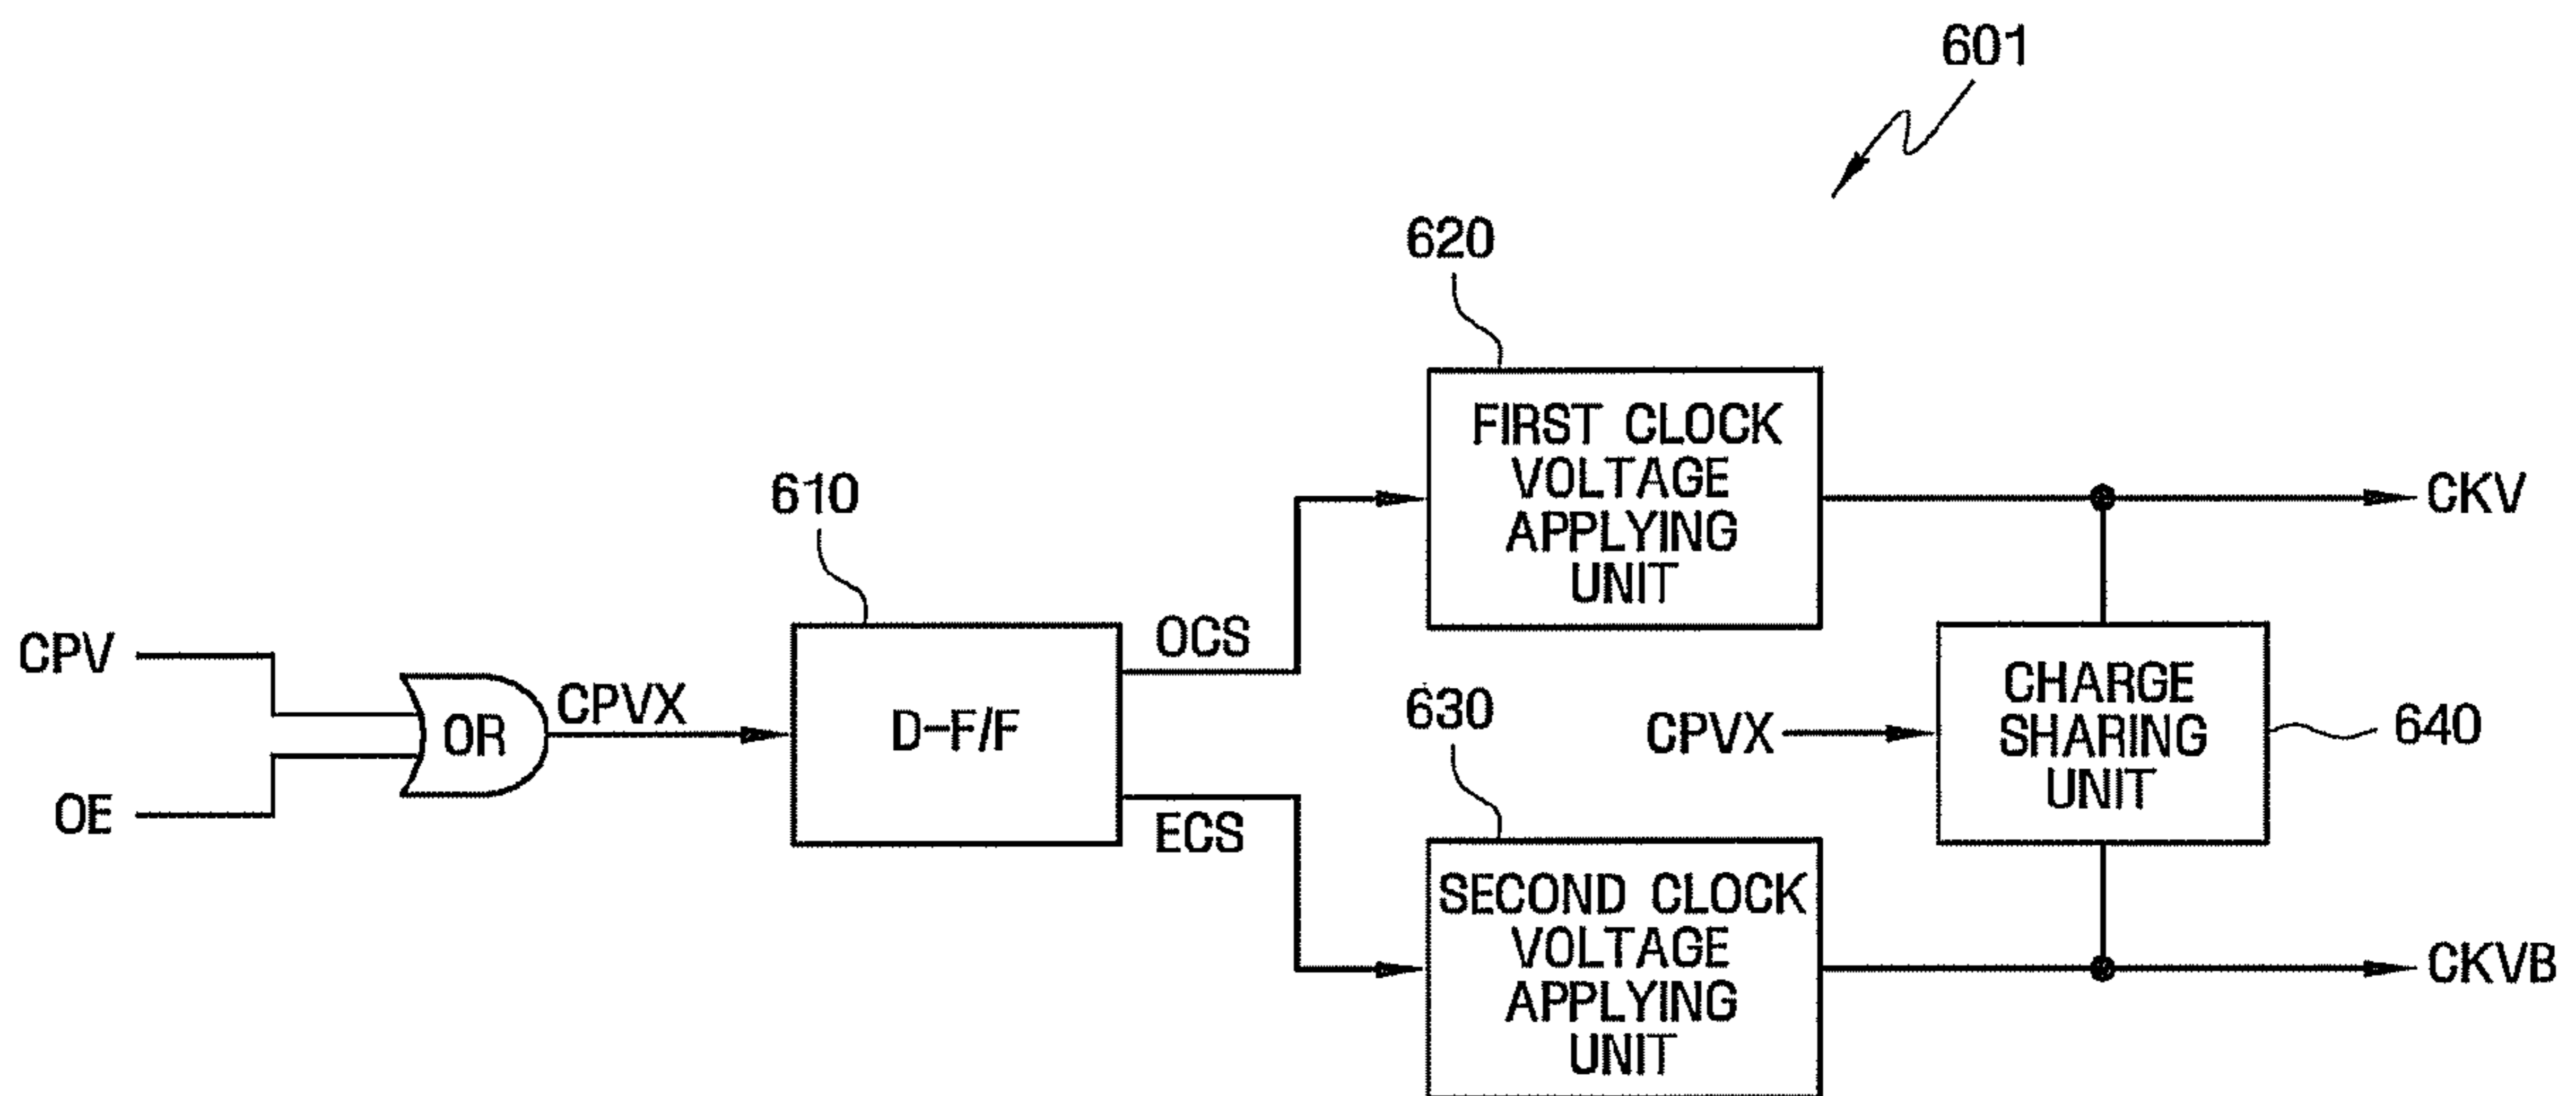 601
620
FIRST CLOCK
VOLTAGE
APPLYING
UNIT
CKV
610
OCS
CPV
OR
CPVX
D-F/F
630
CPVX
CHARGE
SHARING
UNIT
640
OE
ECS
SECOND CLOCK
VOLTAGE
APPLYING
UNIT
CKVB